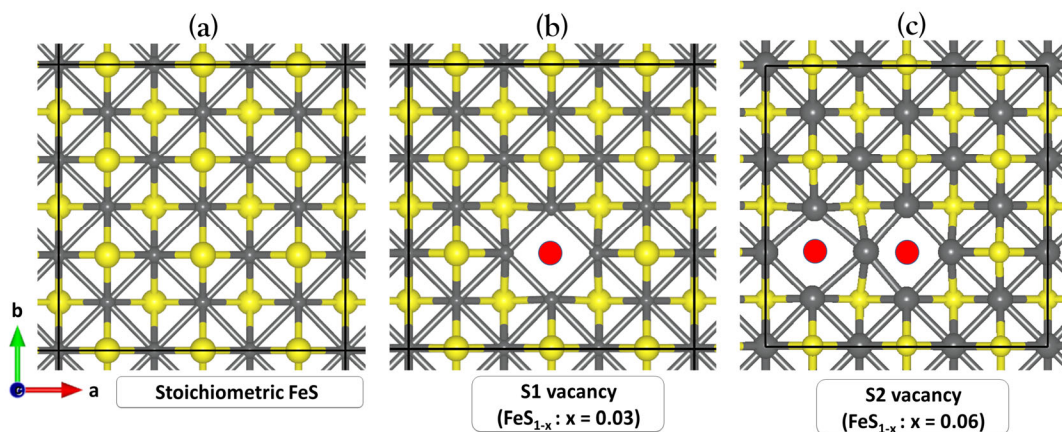 (a)
(b)
(c)
b
c
a
Stoichiometric FeS
S1 vacancy
(FeS1-x : x = 0.03)
S2 vacancy
(FeS1-x : x = 0.06)